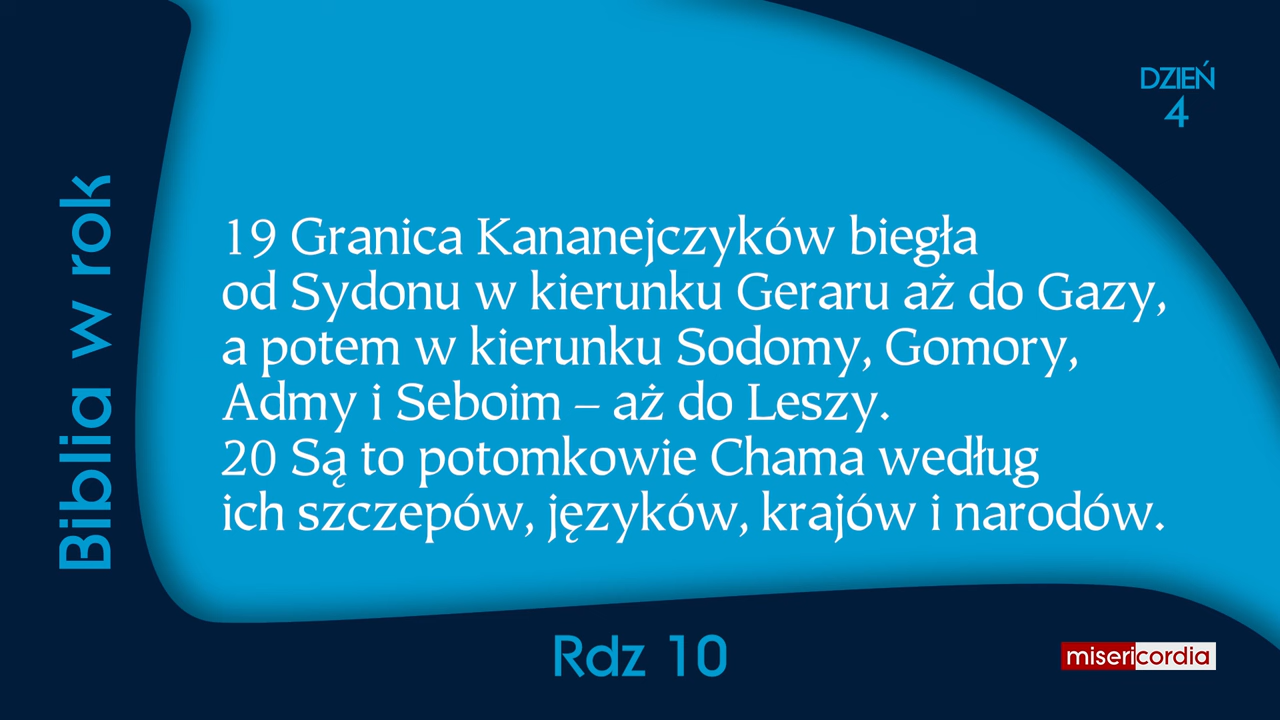 DZIEŃ
4
Biblia w rok
19 Granica Kananejczyków biegła
od Sydonu w kierunku Geraru aż do Gazy,
a potem w kierunku Sodomy, Gomory,
Admy i Seboim – aż do Leszy.
20 Są to potomkowie Chama według
ich szczepów, języków, krajów i narodów.
Rdz 10
misericordia